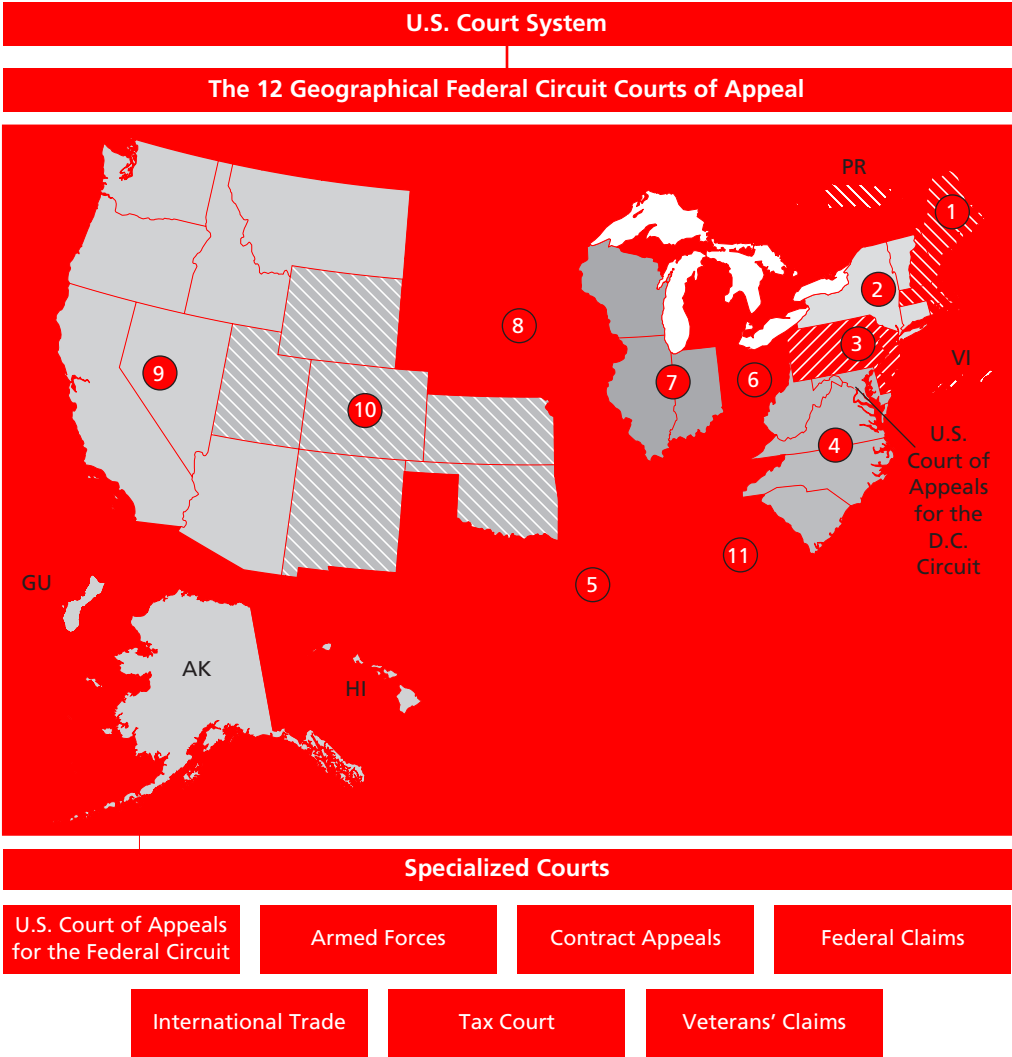 U.S. Court System
The 12 Geographical Federal Circuit Courts of Appeal
PR
1
2
8
3
VI
9
7
6
10
4
U.S.
Court of
Appeals
for the
D.C.
Circuit
11
5
GU
AK
HI
Specialized Courts
U.S. Court of Appeals
for the Federal Circuit
Armed Forces
Contract Appeals
Federal Claims
International Trade
Tax Court
Veterans’ Claims